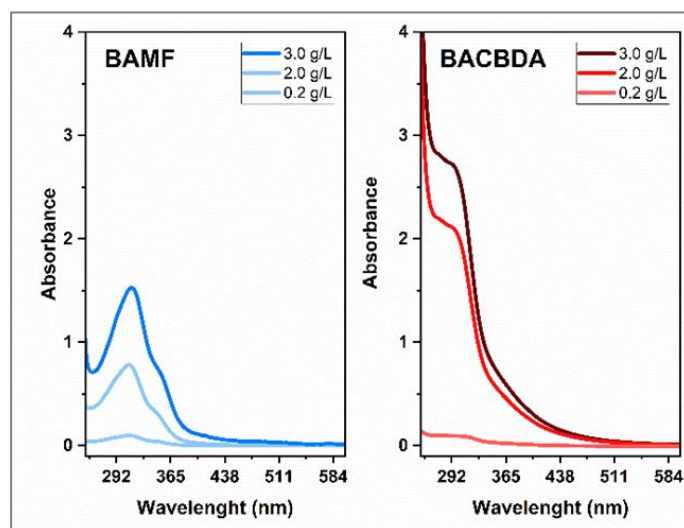 BAMF
3.0 g/L
2.0 g/L
0.2 g/L
Absorbance
4
3
2
1
0
292 365 438 511 584
Wavelenght (nm)
BACBDA
3.0 g/L
2.0 g/L
0.2 g/L
Absorbance
4
3
2
1
0
292 365 438 511 584
Wavelenght (nm)